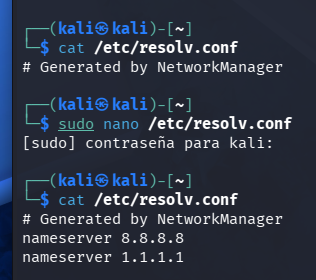 ┌──(kali㉿kali)-[~]
└─$ cat /etc/resolv.conf
# Generated by NetworkManager
┌──(kali㉿kali)-[~]
└─$ sudo nano /etc/resolv.conf
[sudo] contraseña para kali:
┌──(kali㉿kali)-[~]
└─$ cat /etc/resolv.conf
# Generated by NetworkManager
nameserver 8.8.8.8
nameserver 1.1.1.1